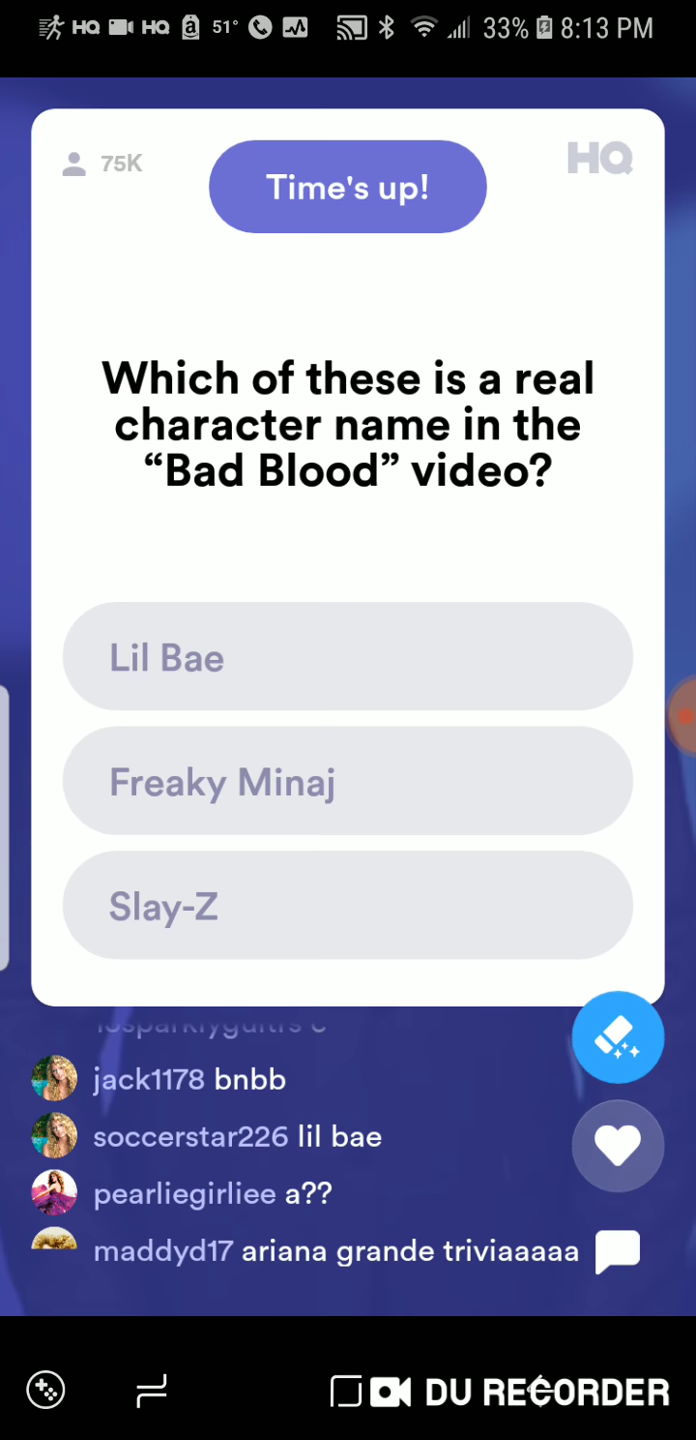 HQ HQ a 51° 33% 8:13 PM
75K
Time's up!
HQ
Which of these is a real
character name in the
“Bad Blood” video?
Lil Bae
Freaky Minaj
Slay-Z
jack1178 bnbb
soccerstar226 lil bae
pearliegirliee a??
maddyd17 ariana grande triviaaaaa
DU RECORDER